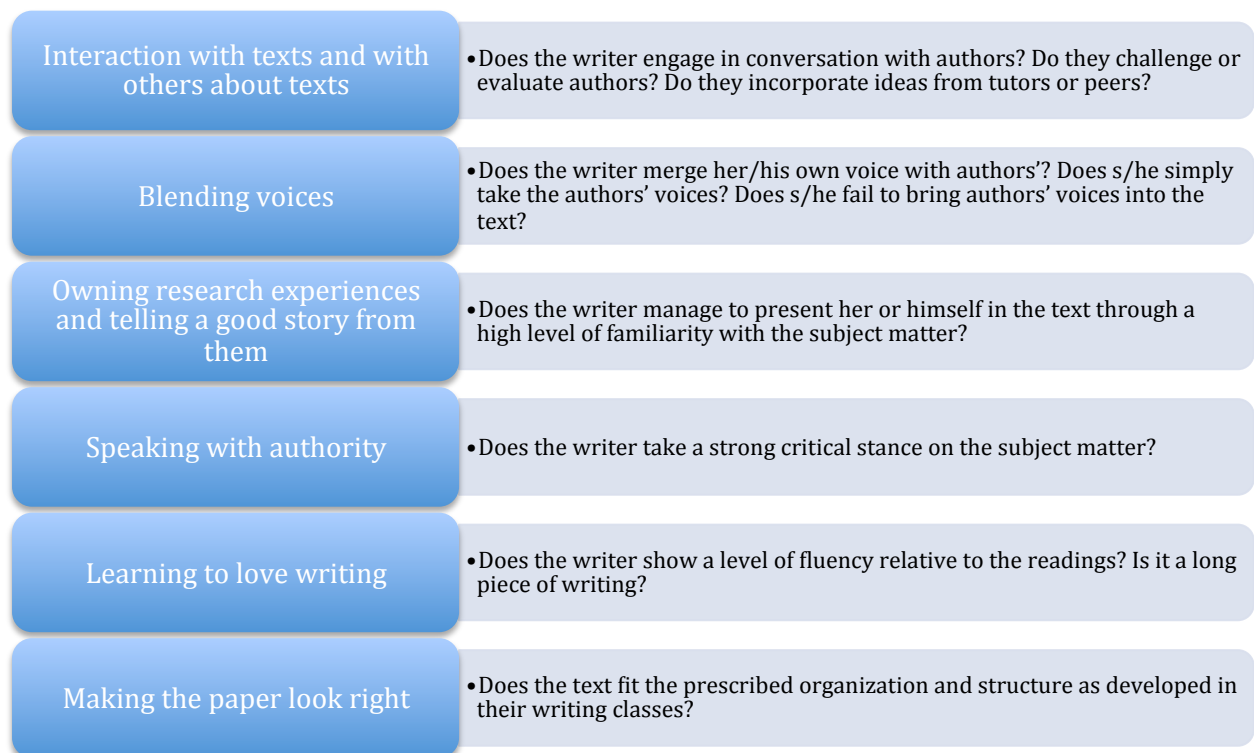 Interaction with texts and with
others about texts
•Does the writer engage in conversation with authors? Do they challenge or
evaluate authors? Do they incorporate ideas from tutors or peers?
Blending voices
•Does the writer merge her/his own voice with authors’? Does s/he simply
take the authors’ voices? Does s/he fail to bring authors’ voices into the
text?
Owning research experiences
and telling a good story from
them
•Does the writer manage to present her or himself in the text through a
high level of familiarity with the subject matter?
Speaking with authority
•Does the writer take a strong critical stance on the subject matter?
Learning to love writing
•Does the writer show a level of fluency relative to the readings? Is it a long
piece of writing?
Making the paper look right
•Does the text fit the prescribed organization and structure as developed in
their writing classes?